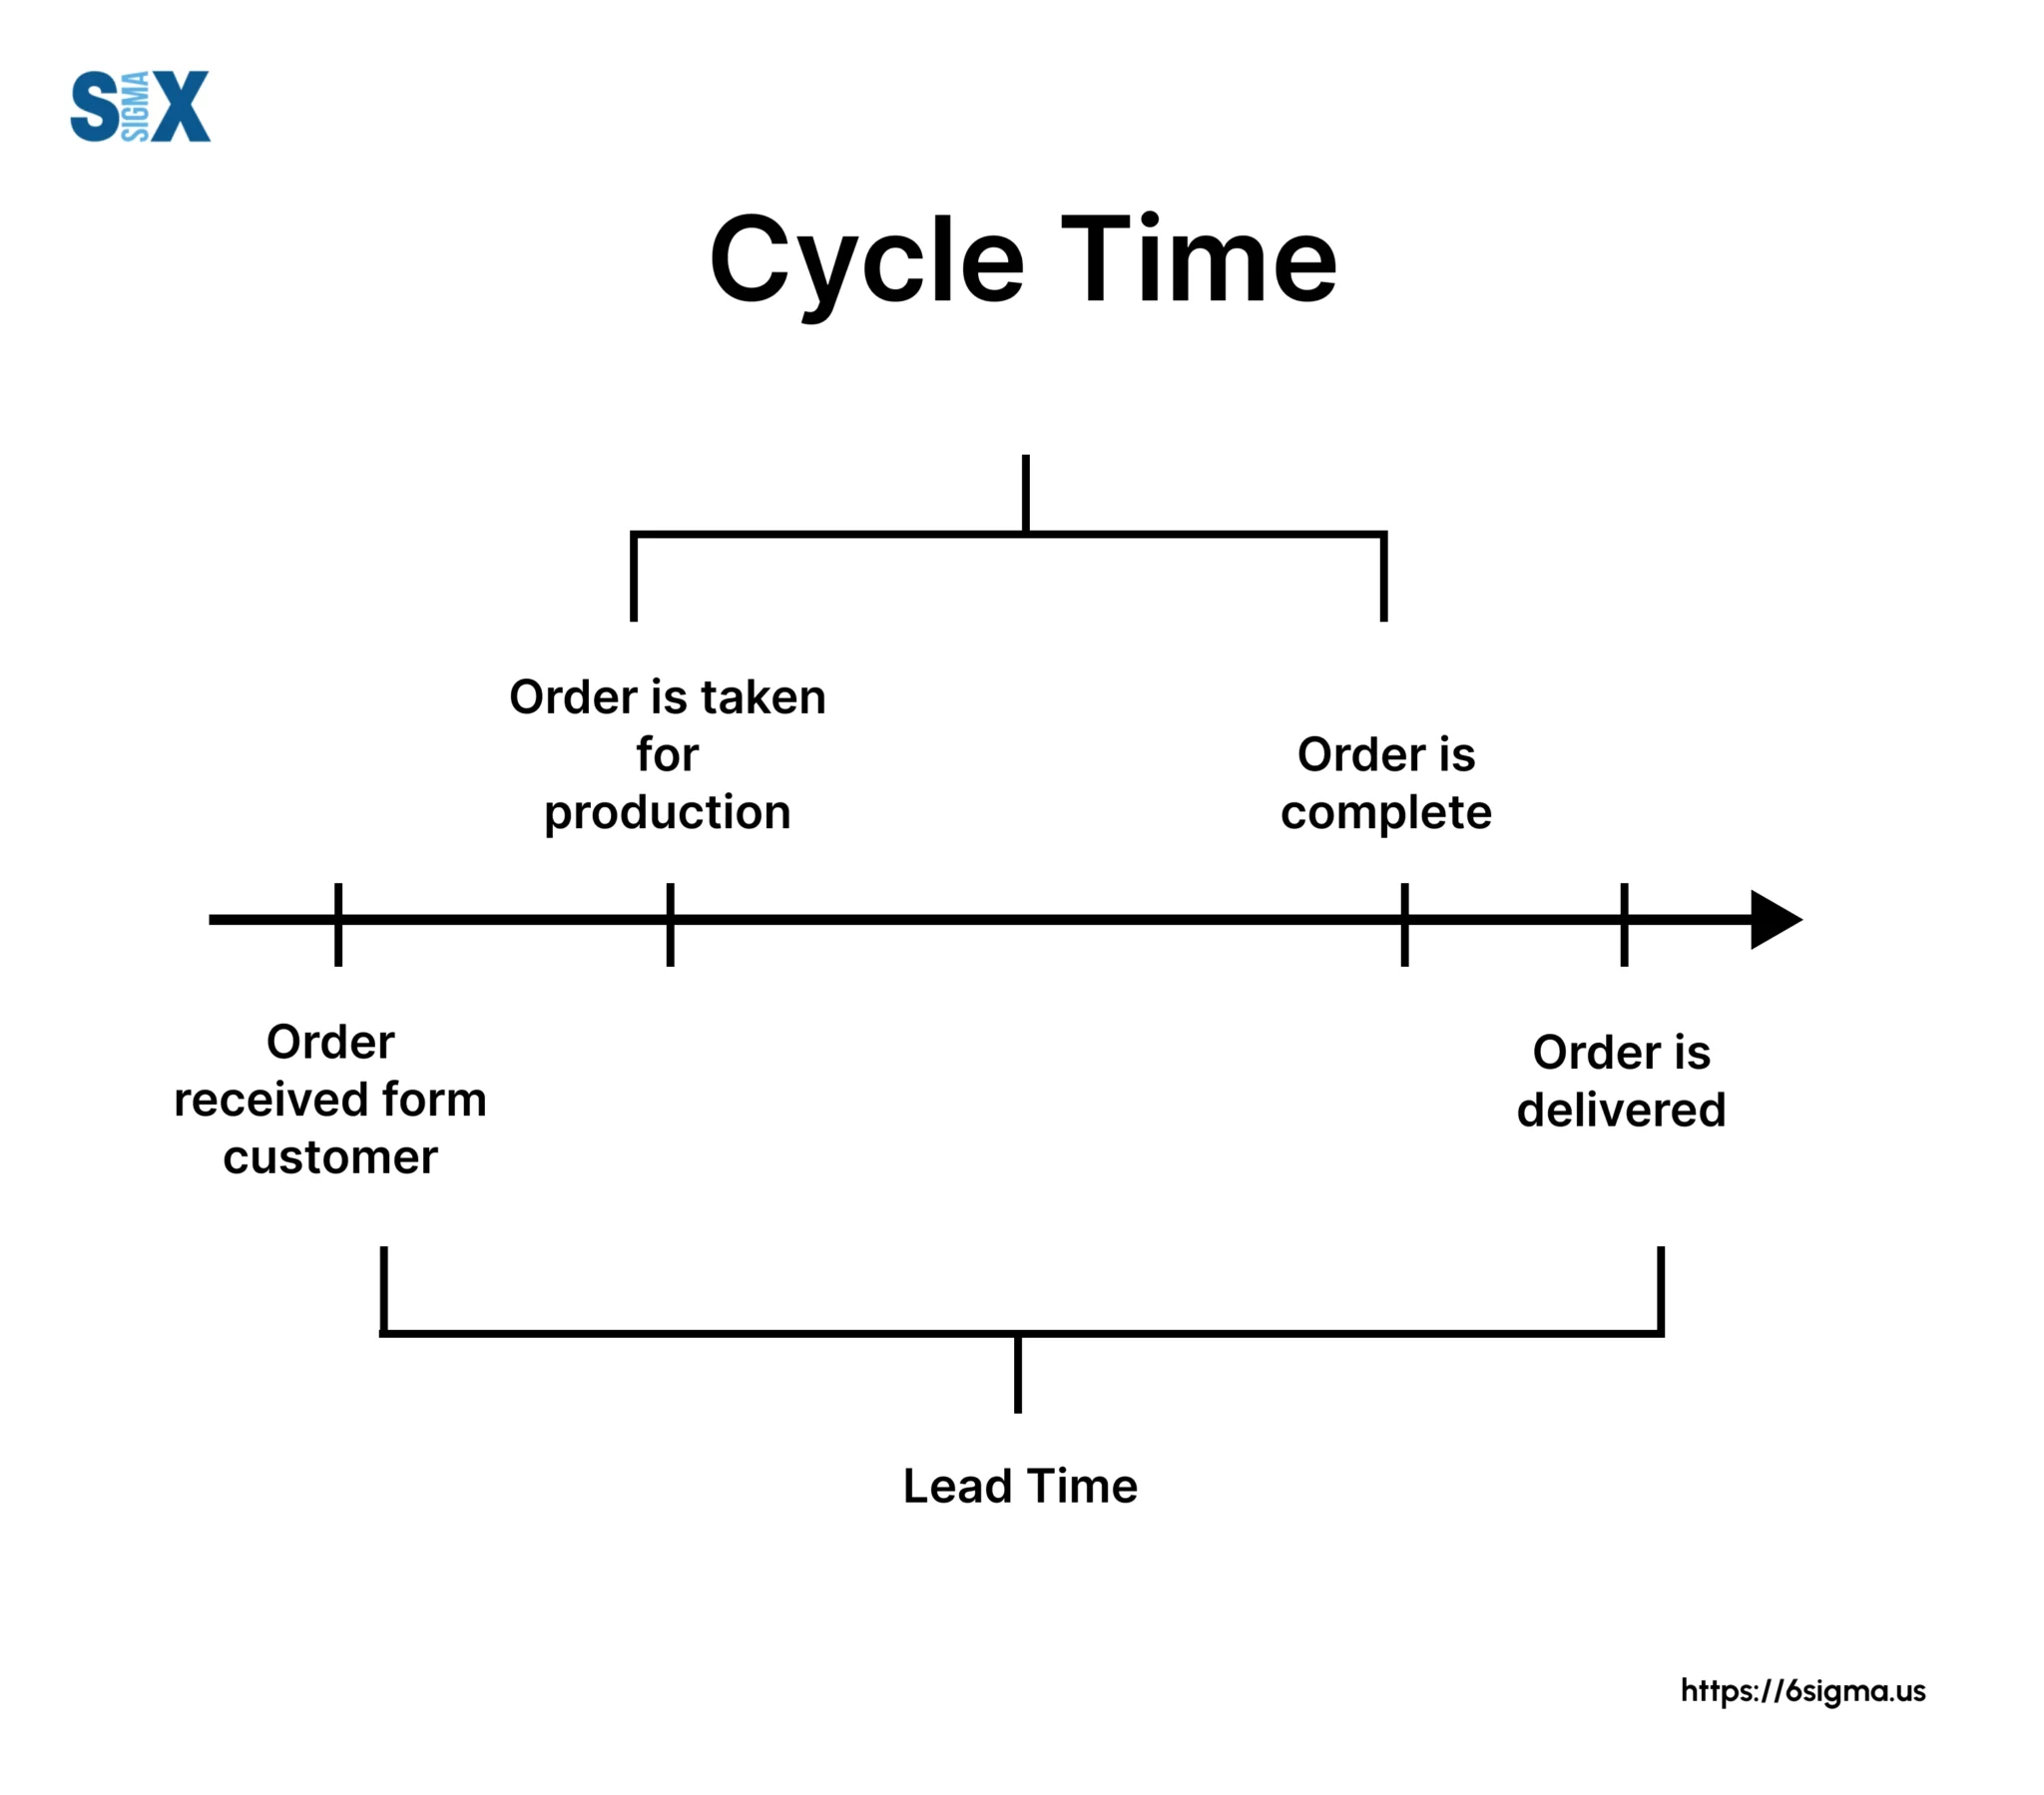 SIX
SIGMA
Cycle Time
Order is taken
for
production
Order is
complete
Order
received form
customer
Order is
delivered
Lead Time
https://6sigma.us